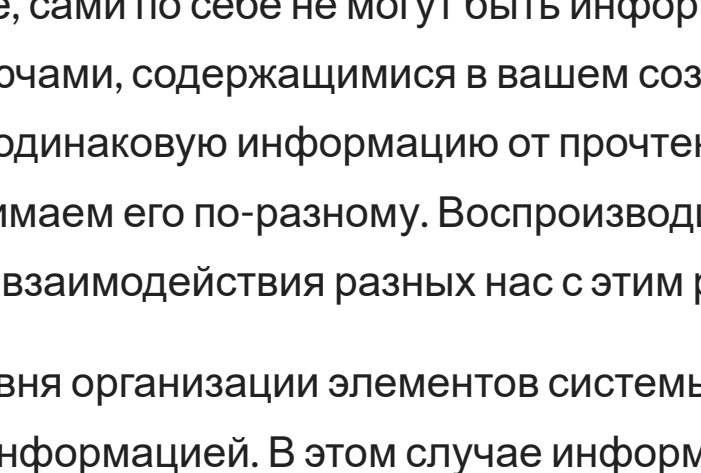 е, сами по себе не могут быть инфор
очами, содержащимися в вашем соз
одинаковую информацию от прочтен
имаем его по-разному. Воспроизводи
взаимодействия разных нас с этим р
вня организации элементов системы
нформацией. В этом случае информ